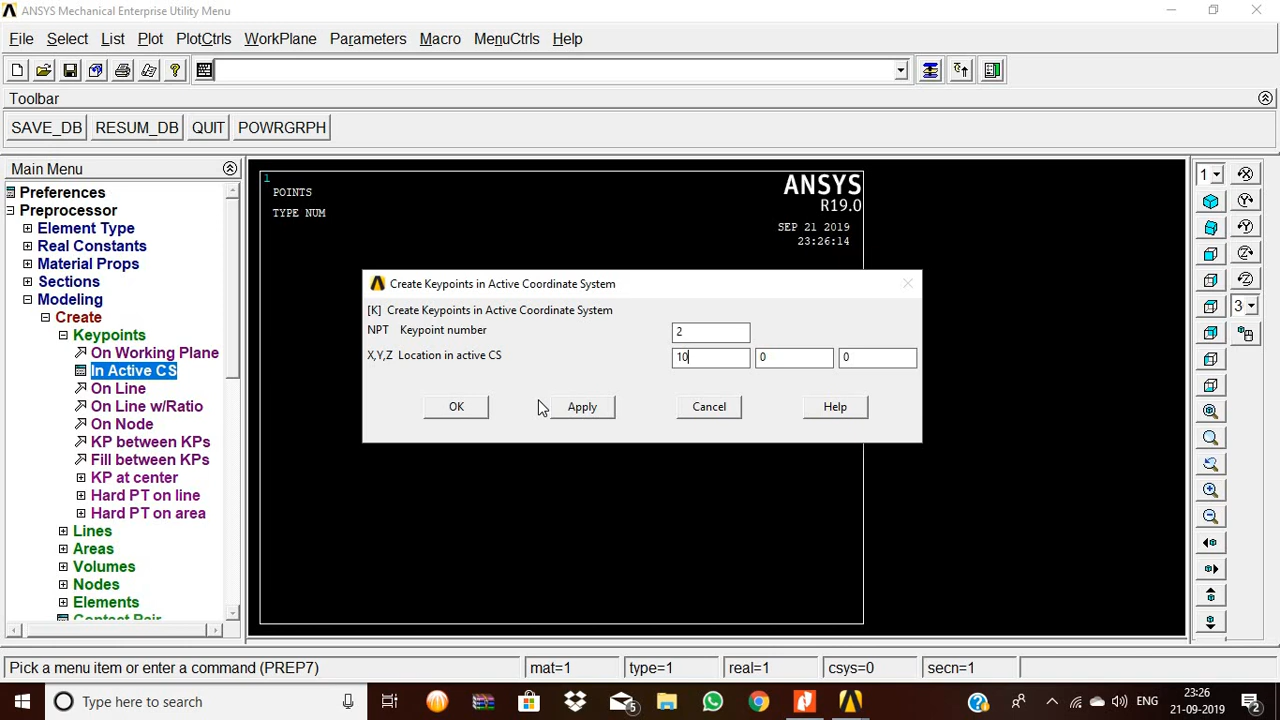 ANSYS Mechanical Enterprise Utility Menu
File Select List Plot PlotCtrls WorkPlane Parameters Macro MenuCtrls Help
Toolbar
SAVE_DB RESUM_DB QUIT POWRGRPH
Main Menu
Preferences
Preprocessor
Element Type
Real Constants
Material Props
Sections
Modeling
Create
Keypoints
On Working Plane
In Active CS
On Line
On Line w/Ratio
On Node
KP between KPs
Fill between KPs
KP at center
Hard PT on line
Hard PT on area
Lines
Areas
Volumes
Nodes
Elements
Contact Pair
1
POINTS
TYPE NUM
ANSYS
R19.0
SEP 21 2019
23:26:14
Create Keypoints in Active Coordinate System
[K] Create Keypoints in Active Coordinate System
NPT Keypoint number 2
X,Y,Z Location in active CS 10 0 0
OK Apply Cancel Help
1
3
Pick a menu item or enter a command (PREP7) mat=1 type=1 real=1 csys=0 secn=1
Type here to search
5
ENG
23:26
21-09-2019
2